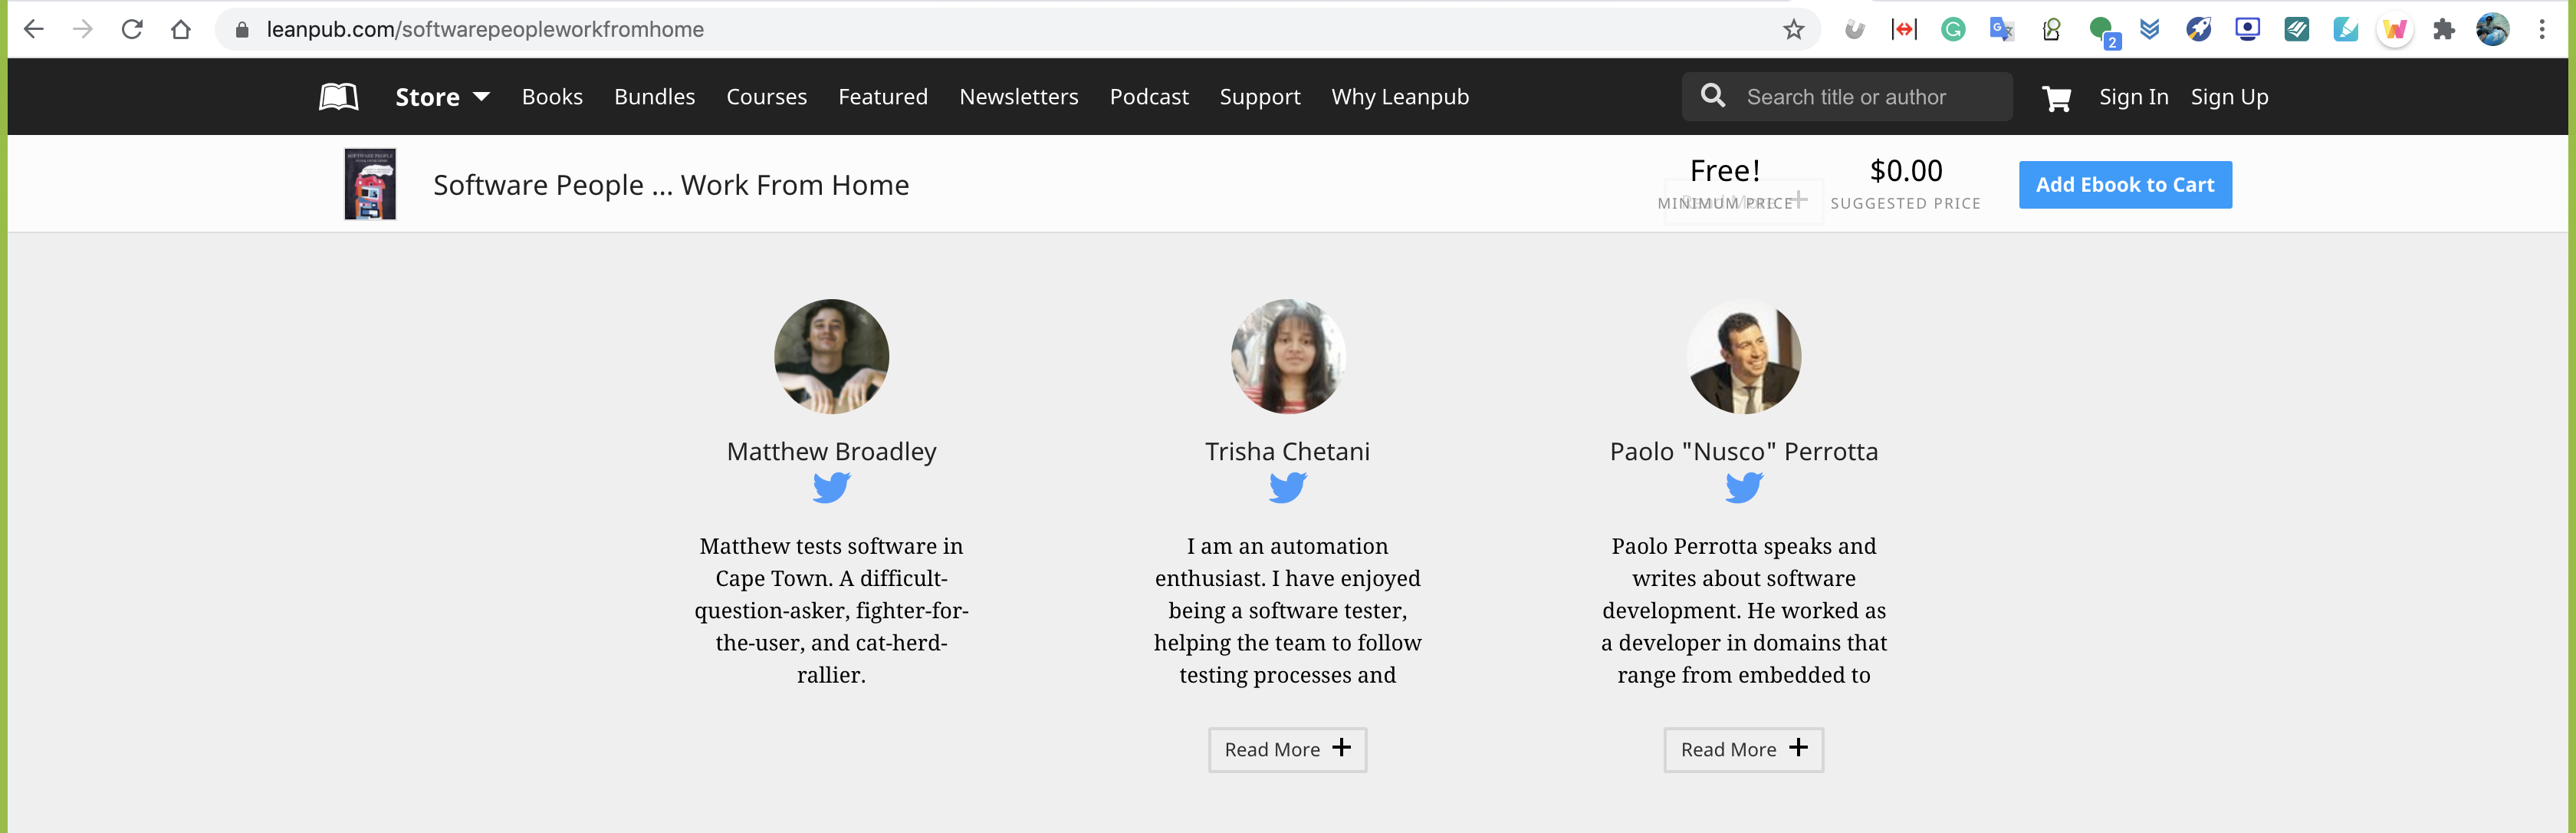 leanpub.com/softwarepeopleworkfromhome
2
Store Books Bundles Courses Featured Newsletters Podcast Support Why Leanpub Search title or author Sign In Sign Up
SOFTWARE PEOPLE
Software People ... Work From Home
Free! $0.00
MINIMUM PRICE SUGGESTED PRICE
Read More
Add Ebook to Cart
Matthew Broadley
Matthew tests software in
Cape Town. A difficult-
question-asker, fighter-for-
the-user, and cat-herd-
rallier.
Trisha Chetani
I am an automation
enthusiast. I have enjoyed
being a software tester,
helping the team to follow
testing processes and
Read More
Paolo "Nusco" Perrotta
Paolo Perrotta speaks and
writes about software
development. He worked as
a developer in domains that
range from embedded to
Read More